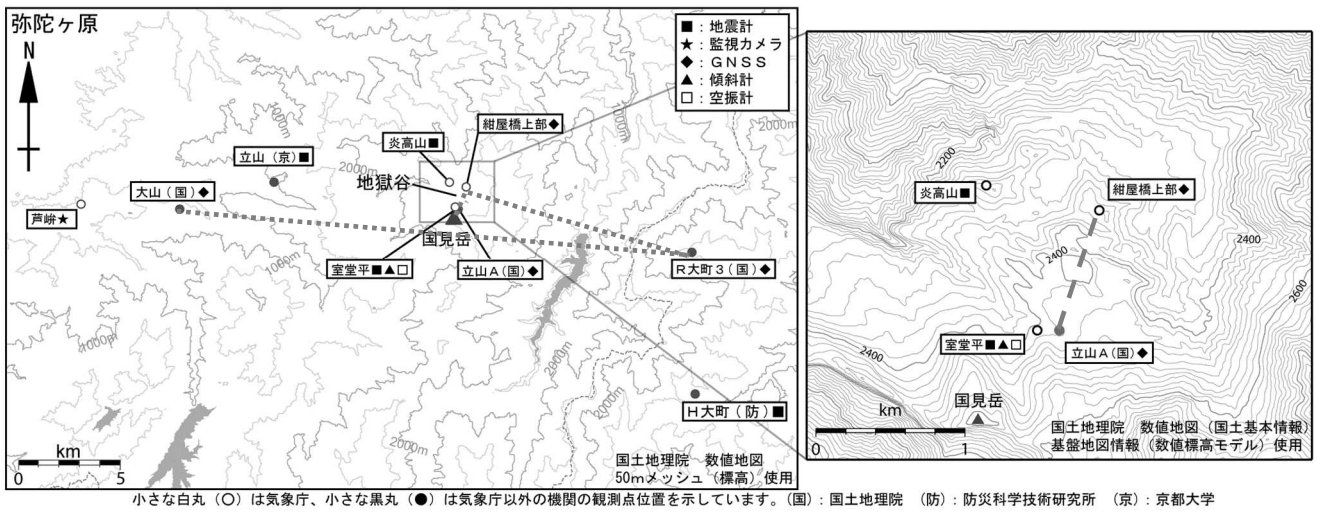 弥陀ヶ原
N
■:地震計
★:監視カメラ
◆:GNSS
▲:傾斜計
□:空振計
1000m
1000m
2000m
紺屋橋上部◆
炎高山■
立山(京)■
2000m
大山(国)◆
地獄谷
芦峅★
国見岳
室堂平■▲□
立山A(国)◆
R大町3(国)◆
1000m
1000m
2000m
2000m
2000m
H大町(防)■
km
0 5
国土地理院 数値地図
50mメッシュ(標高)使用
2200
炎高山■
紺屋橋上部◆
2400
2400
2600
室堂平■▲□
立山A(国)◆
2400
国見岳
km
0 1
国土地理院 数値地図(国土基本情報)
基盤地図情報(数値標高モデル)使用
小さな白丸(○)は気象庁、小さな黒丸(●)は気象庁以外の機関の観測点位置を示しています。(国):国土地理院 (防):防災科学技術研究所 (京):京都大学